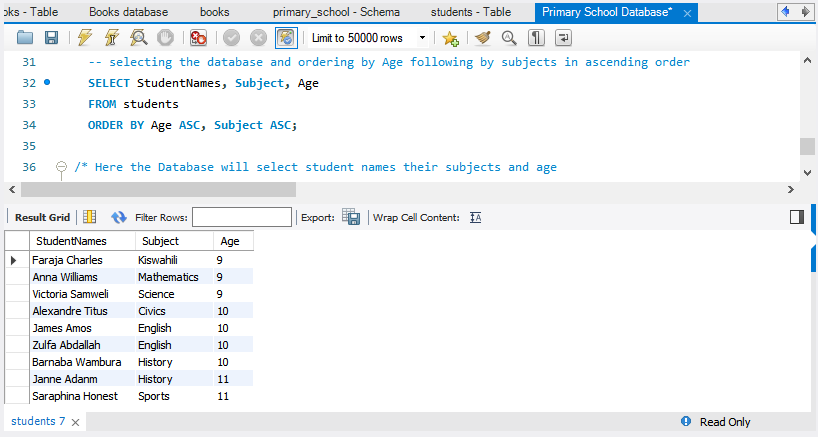 oks - Table Books database books primary_school - Schema students - Table Primary School Database*
Limit to 50000 rows
31 -- selecting the database and ordering by Age following by subjects in ascending order
32 SELECT StudentNames, Subject, Age
33 FROM students
34 ORDER BY Age ASC, Subject ASC;
35
36 /* Here the Database will select student names their subjects and age
Result Grid Filter Rows: Export: Wrap Cell Content:
StudentNames Subject Age
Faraja Charles Kiswahili 9
Anna Williams Mathematics 9
Victoria Samweli Science 9
Alexandre Titus Civics 10
James Amos English 10
Zulfa Abdallah English 10
Barnaba Wambura History 10
Janne Adanm History 11
Saraphina Honest Sports 11
students 7 Read Only